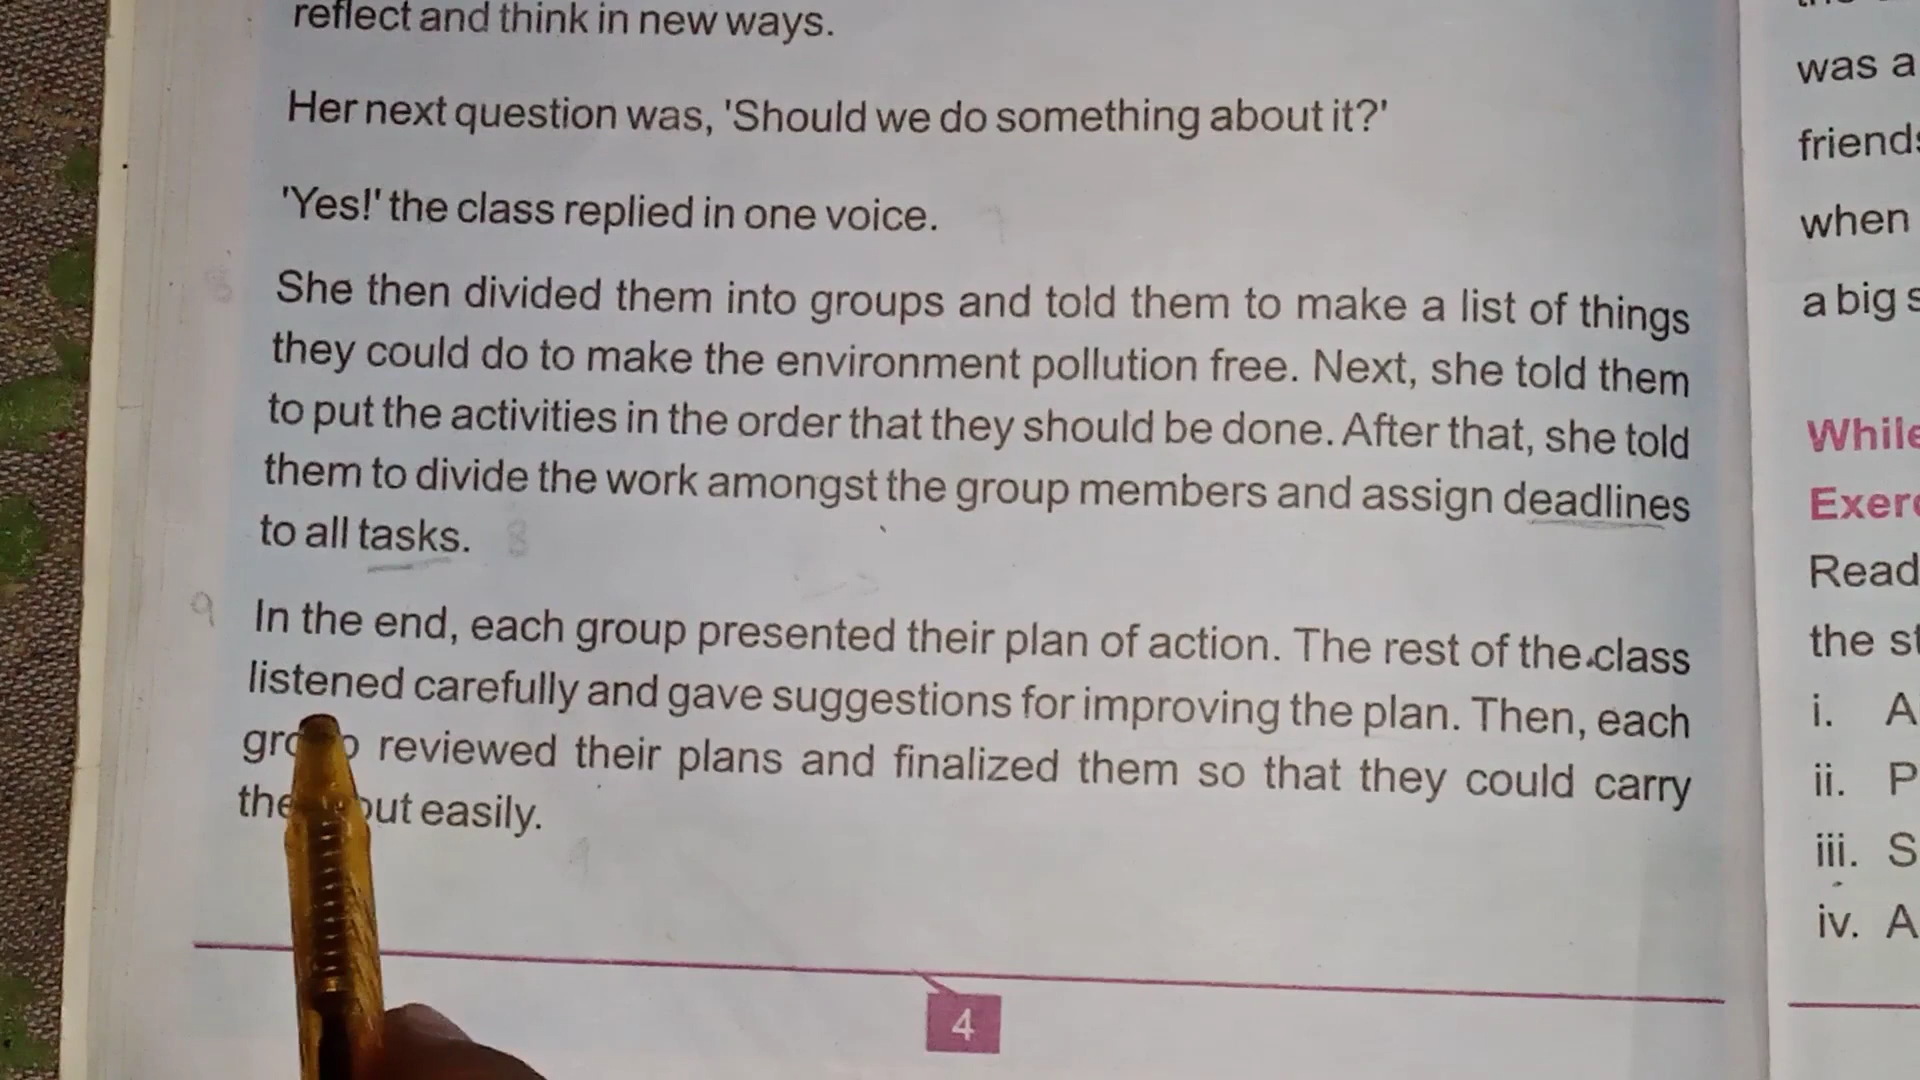 reflect and think in new ways.
Her next question was, 'Should we do something about it?'
'Yes!' the class replied in one voice.
She then divided them into groups and told them to make a list of things
they could do to make the environment pollution free. Next, she told them
to put the activities in the order that they should be done. After that, she told
them to divide the work amongst the group members and assign deadlines
to all tasks. 8
9 In the end, each group presented their plan of action. The rest of the class
listened carefully and gave suggestions for improving the plan. Then, each
reviewed their plans and finalized them so that they could carry
easily.
4
was a
when
a big
Read
the
i. A
ii. P
iii. S
iv. A